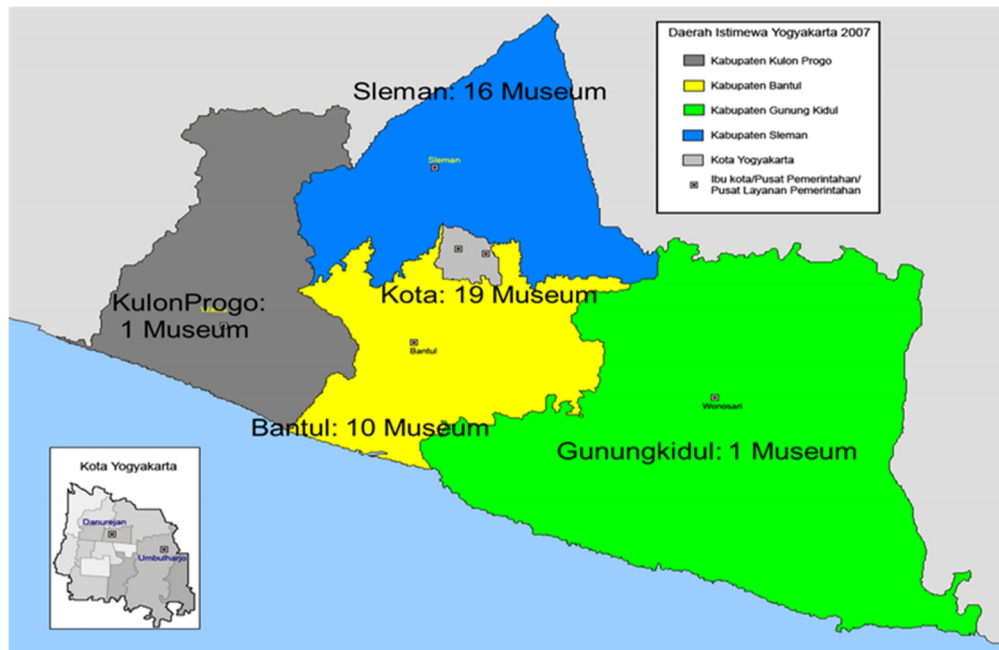 Daerah Istimewa Yogyakarta 2007
Kabupaten Kulon Progo
Kabupaten Bantul
Kabupaten Gunung Kidul
Kabupaten Sleman
Kota Yogyakarta
Ibu kota/Pusat Pemerintahan/
Pusat Layanan Pemerintahan
Sleman: 16 Museum
Sleman
Kota: 19 Museum
KulonProgo:
1 Museum
Bantul
Wonosari
Bantul: 10 Museum
Gunungkidul: 1 Museum
Kota Yogyakarta
Danurejan
Umbulharjo